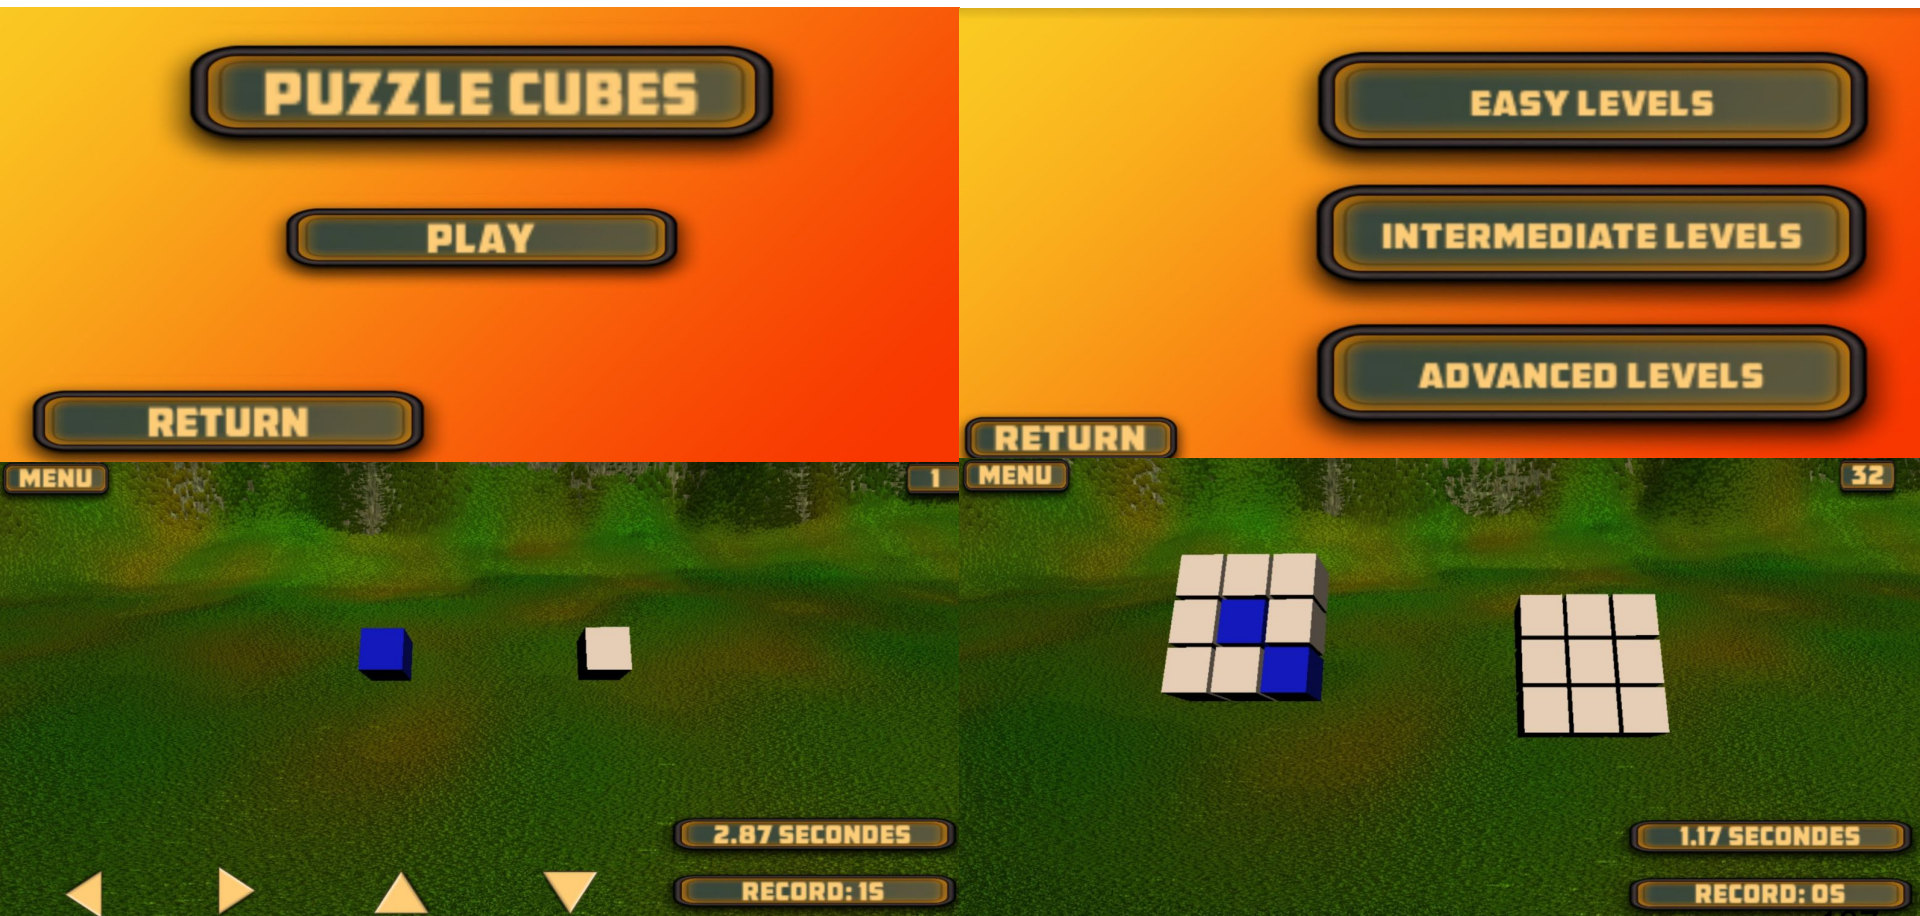 PUZZLE CUBES
PLAY
RETURN
EASY LEVELS
INTERMEDIATE LEVELS
ADVANCED LEVELS
RETURN
MENU
1
2.87 SECONDES
RECORD: 1S
MENU
32
1.17 SECONDES
RECORD: 0S